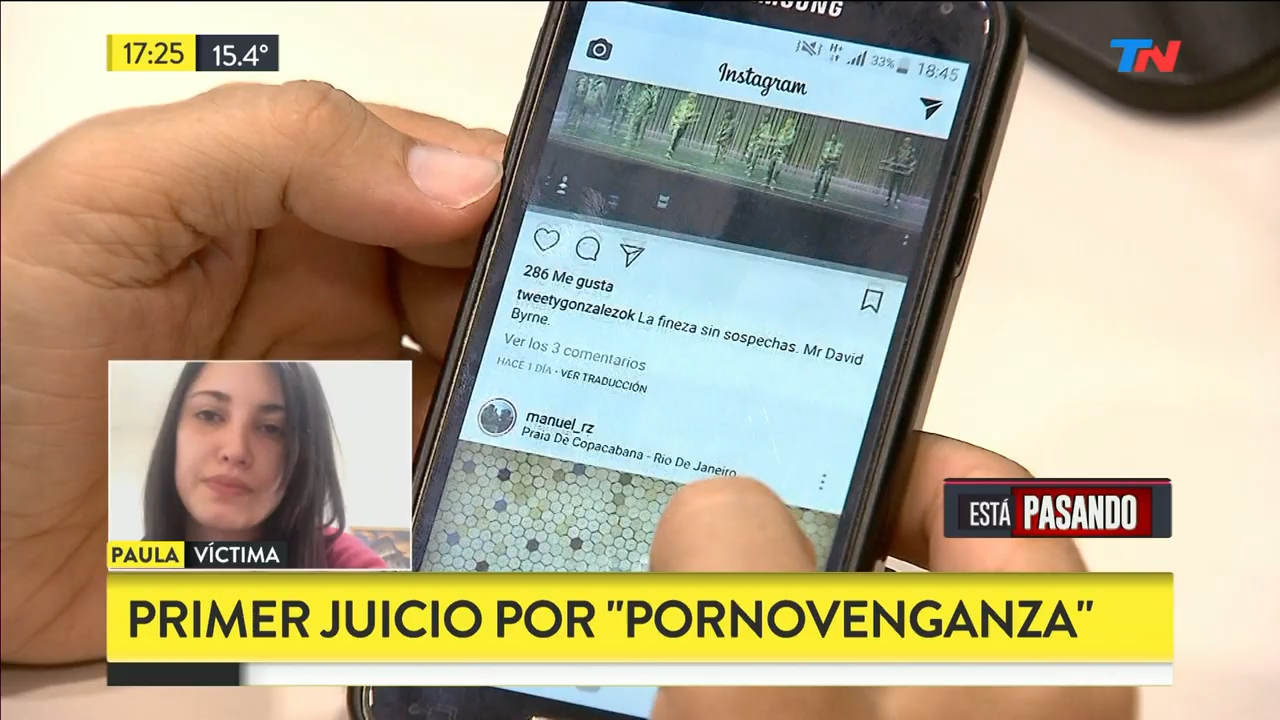 17:25 15.4°
TN
SAMSUNG
H+ 33% 18:45
Instagram
286 Me gusta
tweetygonzalezok La fineza sin sospechas. Mr David
Byrne.
Ver los 3 comentarios
HACE 1 DÍA · VER TRADUCCIÓN
manuel_rz
Praia De Copacabana - Rio De Janeiro
ESTÁ PASANDO
PAULA VÍCTIMA
PRIMER JUICIO POR "PORNOVENGANZA"